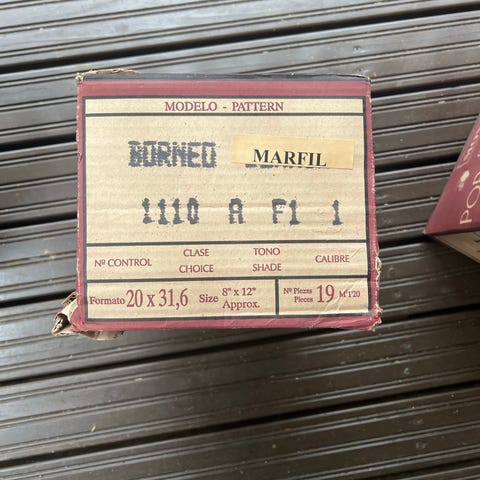 MODELO - PATTERN
BORNEO MARFIL
1110 A F1 1
Nº CONTROL CLASE CHOICE TONO SHADE CALIBRE
Formato 20 x 31,6 Size 8" x 12" Approx. Nº Piezas Pieces 19 M²1'20
POR